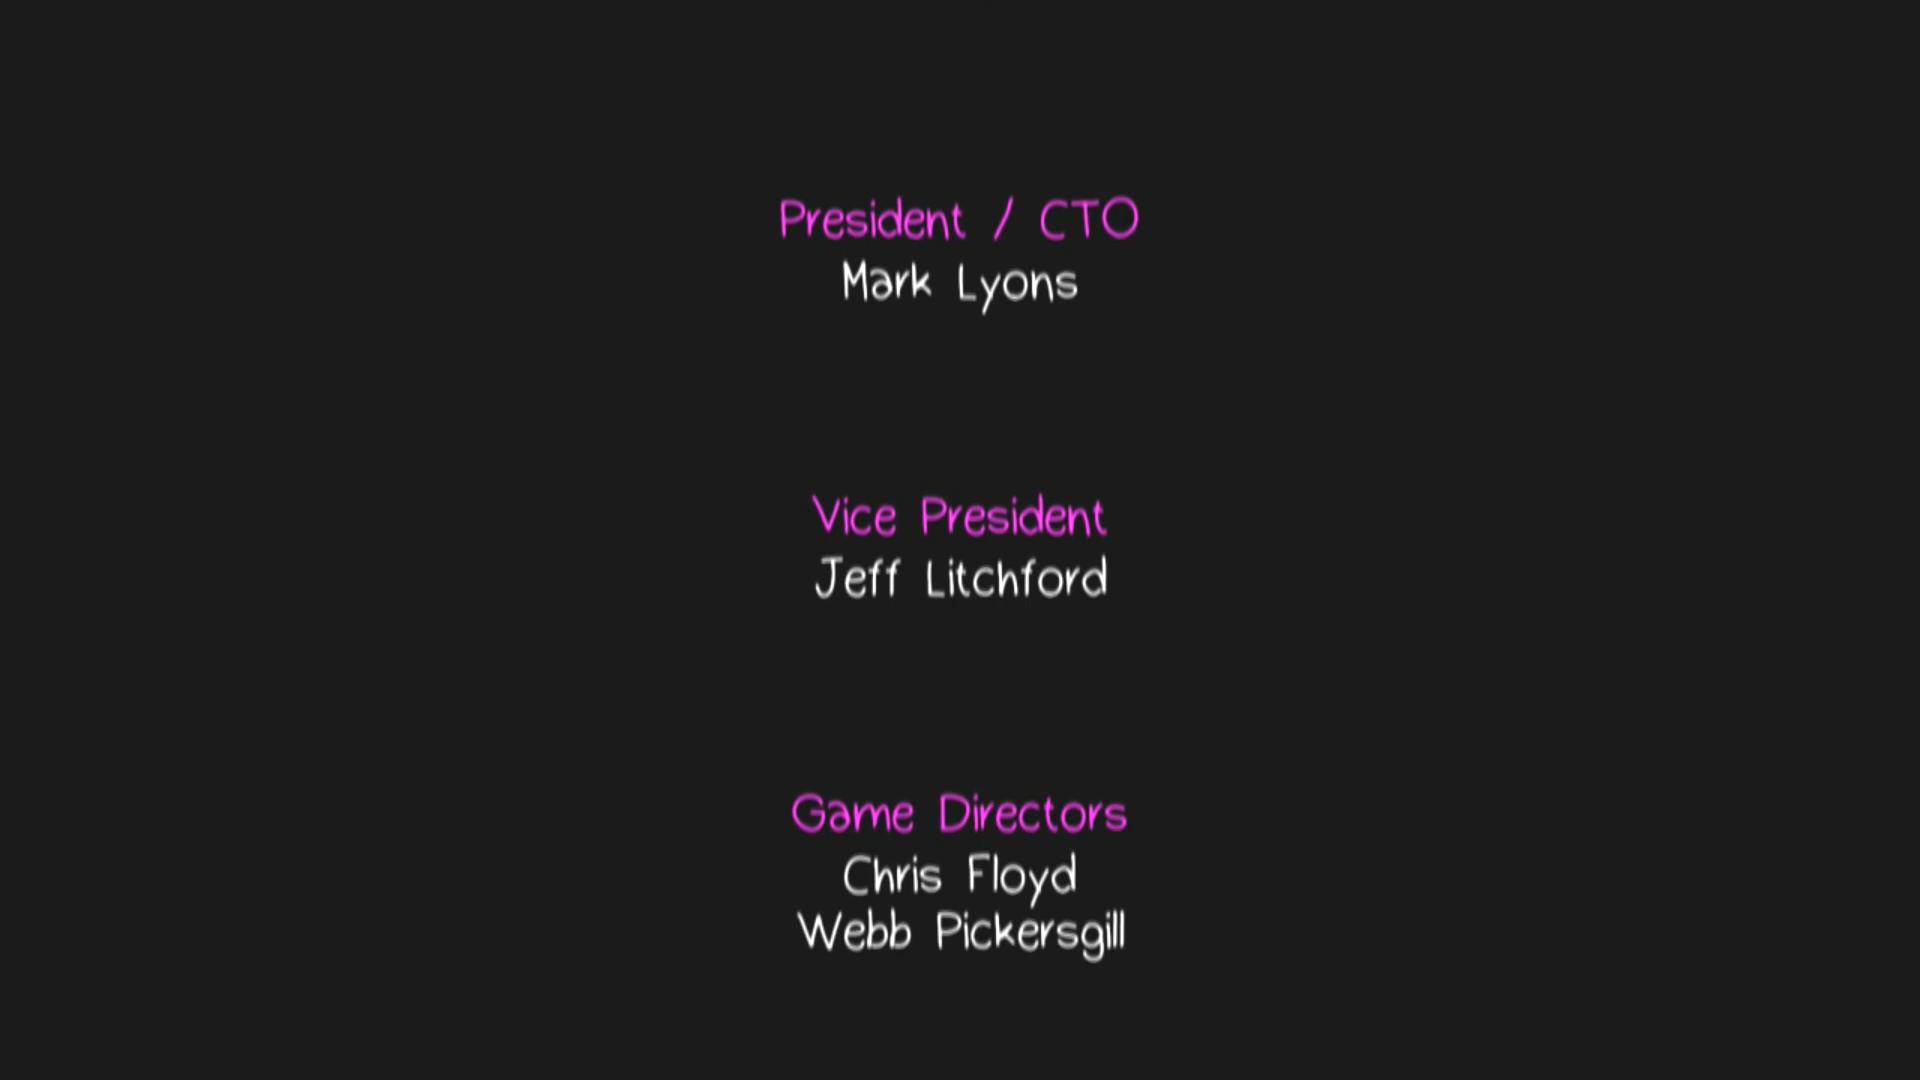 President / CTO
Mark Lyons
Vice President
Jeff Litchford
Game Directors
Chris Floyd
Webb Pickersgill